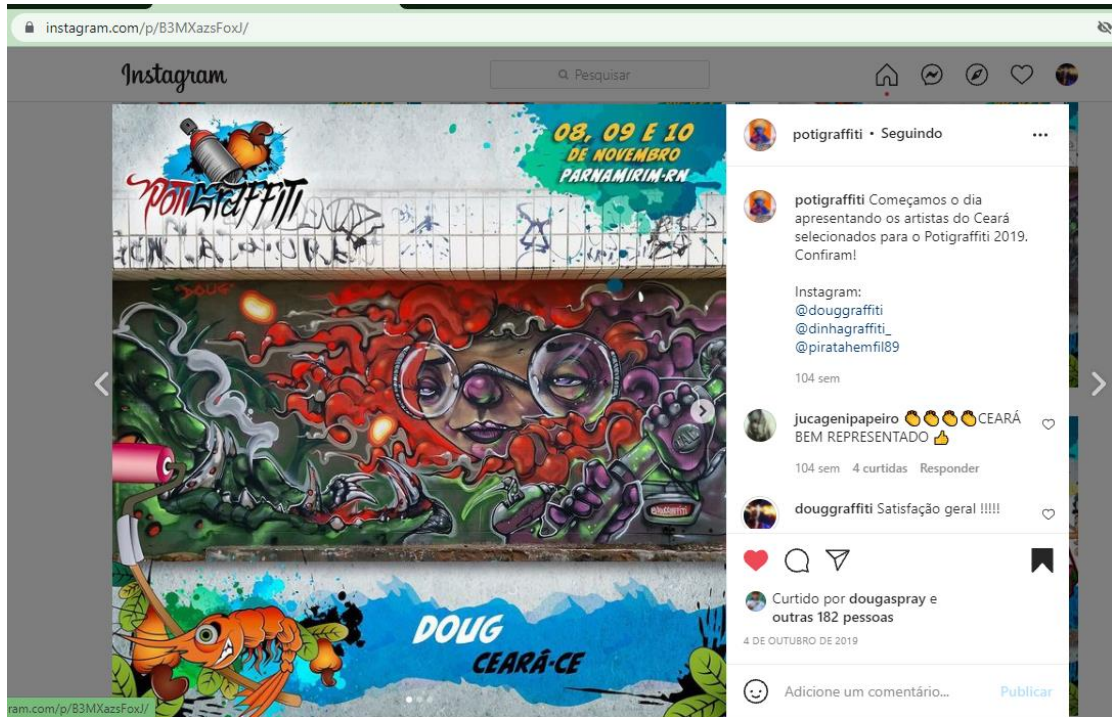 instagram.com/p/B3MXazsFoxJ/
Instagram
Pesquisar
POTIGRAFFITI
08, 09 E 10
DE NOVEMBRO
PARNAMIRIM-RN
DOUG
DOUG
CEARÁ-CE
potigraffiti • Seguindo
potigraffiti Começamos o dia
apresentando os artistas do Ceará
selecionados para o Potigraffiti 2019.
Confiram!
Instagram:
@douggraffiti
@dinhagraffiti_
@piratahemfil89
104 sem
jucagenipapeiro 👏👏👏👏CEARÁ
BEM REPRESENTADO 👍
104 sem 4 curtidas Responder
douggraffiti Satisfação geral !!!!!
Curtido por dougaspray e
outras 182 pessoas
4 DE OUTUBRO DE 2019
Adicione um comentário... Publicar
ram.com/p/B3MXazsFoxJ/